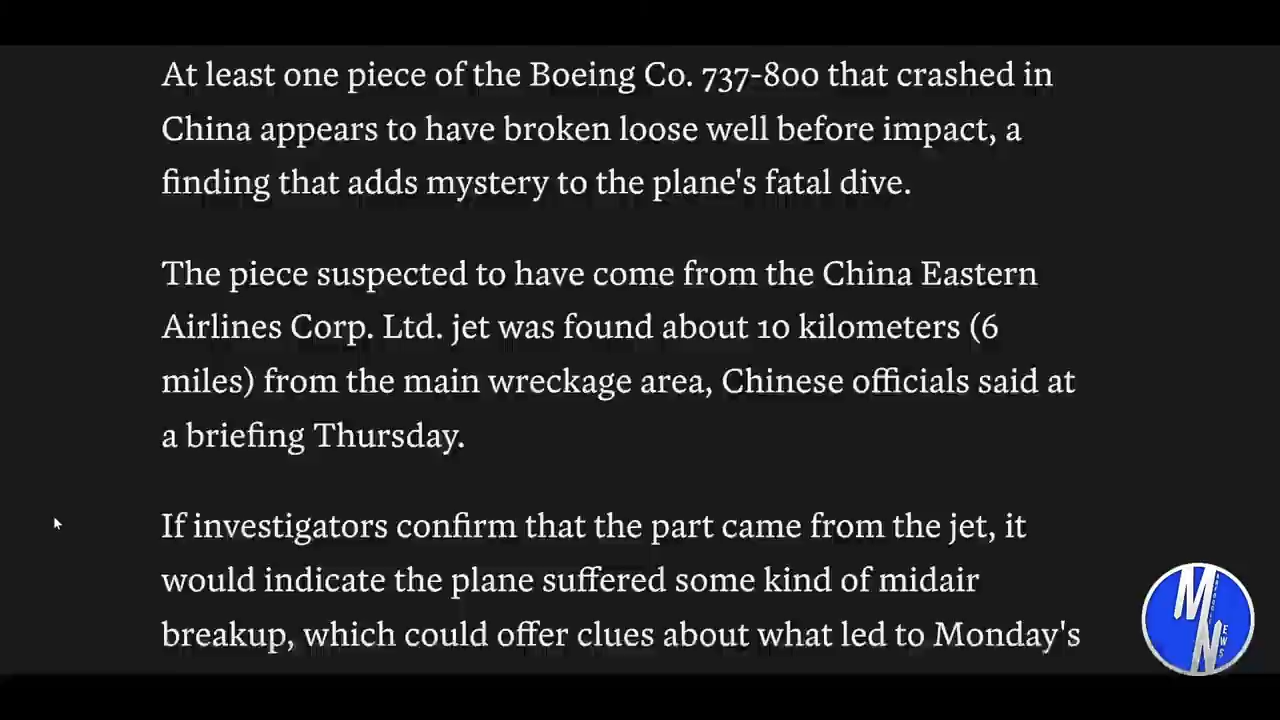 At least one piece of the Boeing Co. 737-800 that crashed in
China appears to have broken loose well before impact, a
finding that adds mystery to the plane's fatal dive.
The piece suspected to have come from the China Eastern
Airlines Corp. Ltd. jet was found about 10 kilometers (6
miles) from the main wreckage area, Chinese officials said at
a briefing Thursday.
If investigators confirm that the part came from the jet, it
would indicate the plane suffered some kind of midair
breakup, which could offer clues about what led to Monday's